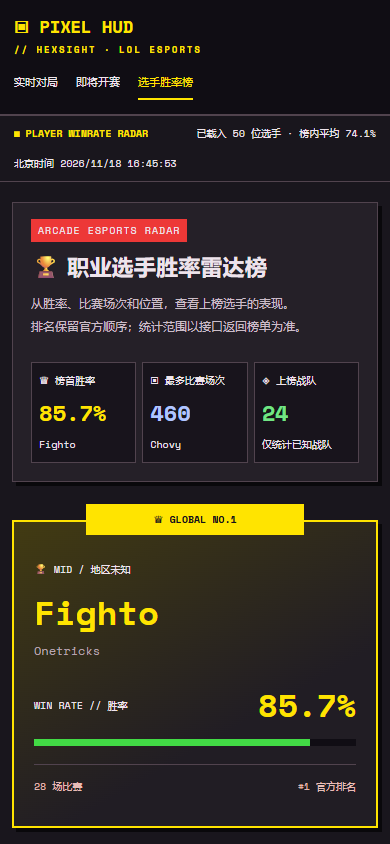 PIXEL HUD
// HEXSIGHT · LOL ESPORTS
实时对局 即将开赛 选手胜率榜
PLAYER WINRATE RADAR 已载入 50 位选手 · 榜内平均 74.1%
北京时间 2026/11/18 16:45:53
ARCADE ESPORTS RADAR
🏆 职业选手胜率雷达榜
从胜率、比赛场次和位置，查看上榜选手的表现。
排名保留官方顺序；统计范围以接口返回榜单为准。
♛ 榜首胜率
85.7%
Fighto
▣ 最多比赛场次
460
Chovy
◈ 上榜战队
24
仅统计已知战队
♛ GLOBAL NO.1
🏆 MID / 地区未知
Fighto
Onetricks
WIN RATE // 胜率 85.7%
28 场比赛 #1 官方排名